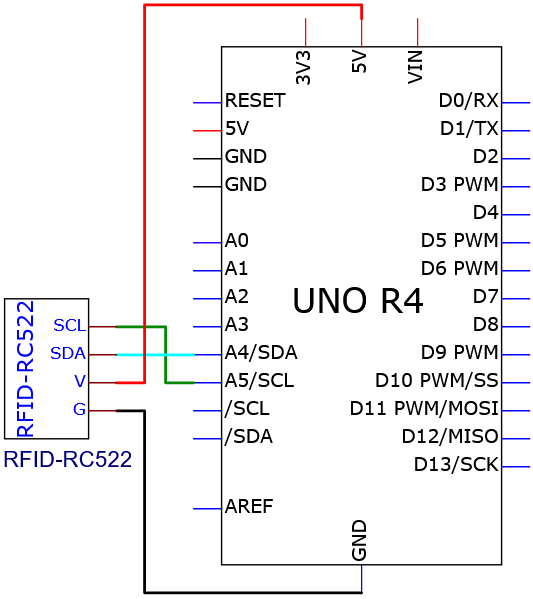 3V3
5V
VIN
RESET
5V
GND
GND
A0
A1
A2
A3
A4/SDA
A5/SCL
/SCL
/SDA
AREF
UNO R4
D0/RX
D1/TX
D2
D3 PWM
D4
D5 PWM
D6 PWM
D7
D8
D9 PWM
D10 PWM/SS
D11 PWM/MOSI
D12/MISO
D13/SCK
GND
RFID-RC522
SCL
SDA
V
G
RFID-RC522